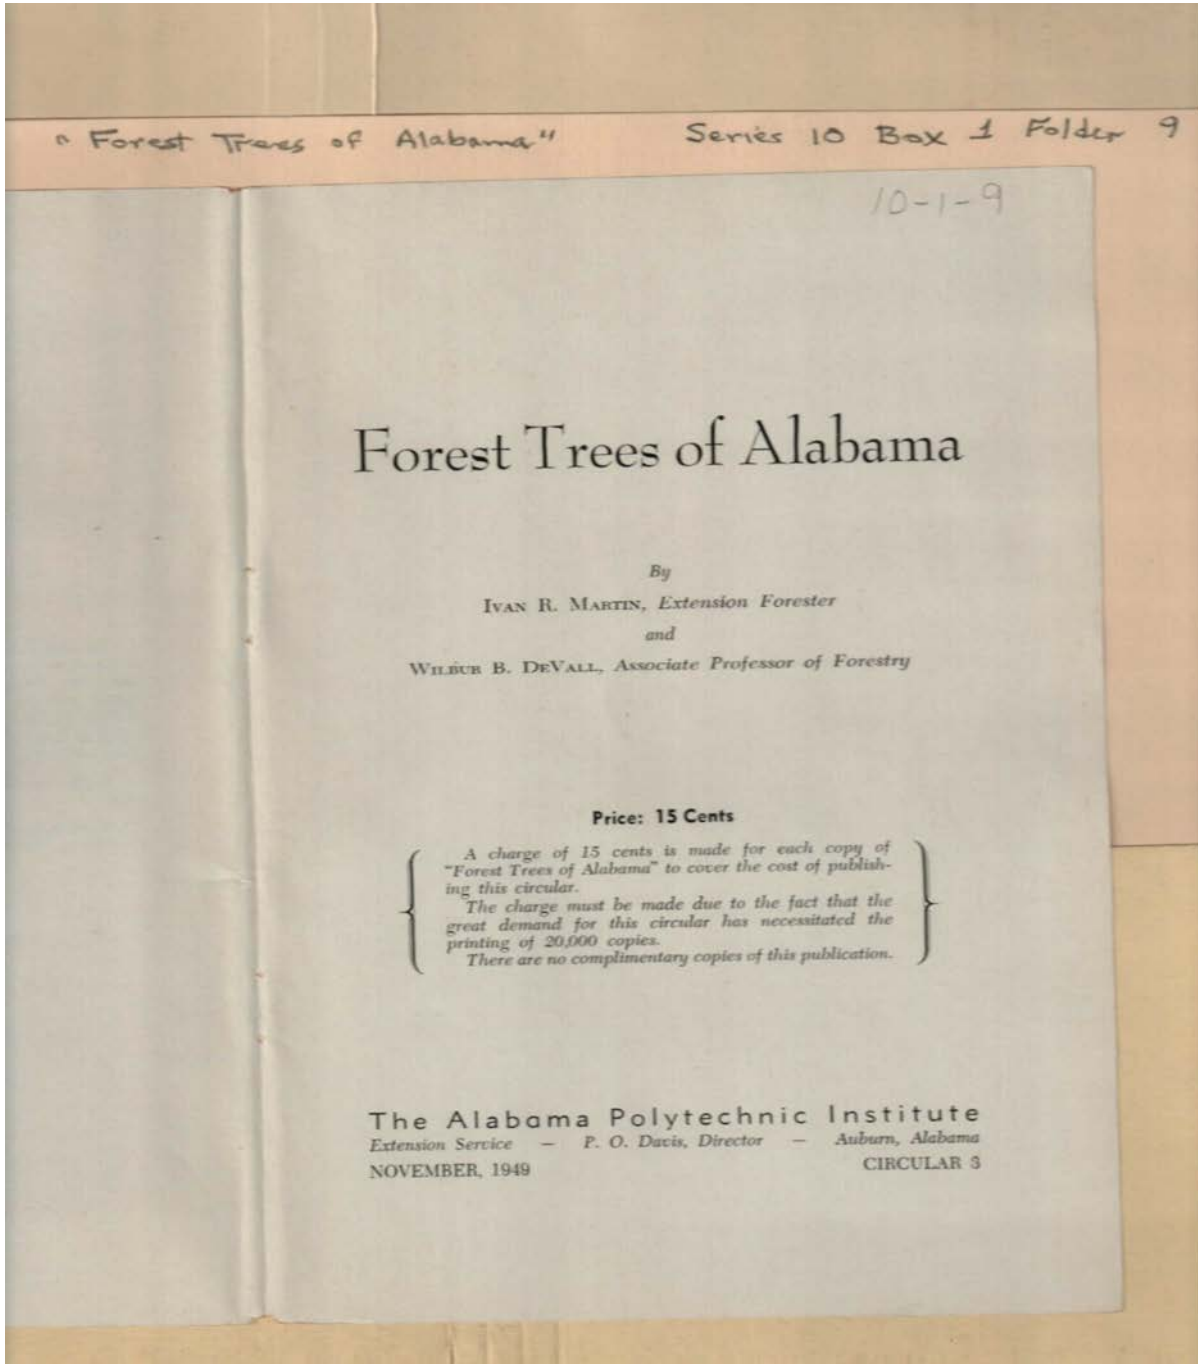 "Forest Trees of Alabama" Series 10 Box 1 Folder 9
10-1-9
Forest Trees of Alabama
By
IVAN R. MARTIN, Extension Forester
and
WILBUR B. DEVALL, Associate Professor of Forestry
Price: 15 Cents
A charge of 15 cents is made for each copy of
"Forest Trees of Alabama" to cover the cost of publish-
ing this circular.
The charge must be made due to the fact that the
great demand for this circular has necessitated the
printing of 20,000 copies.
There are no complimentary copies of this publication.
The Alabama Polytechnic Institute
Extension Service — P. O. Davis, Director — Auburn, Alabama
NOVEMBER, 1949 CIRCULAR 3